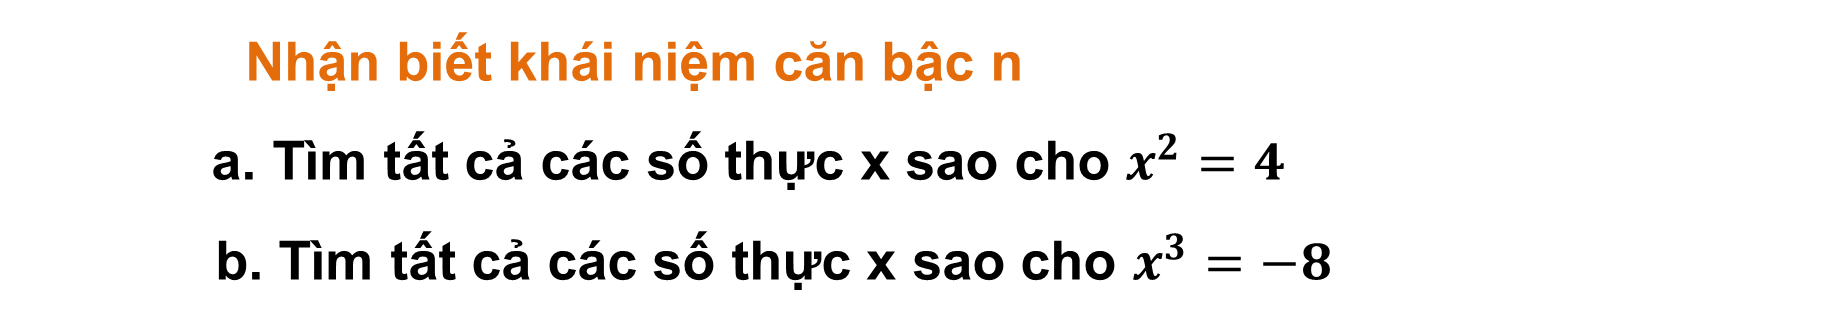 Nhận biết khái niệm căn bậc n
a. Tìm tất cả các số thực x sao cho x² = 4
b. Tìm tất cả các số thực x sao cho x³ = −8